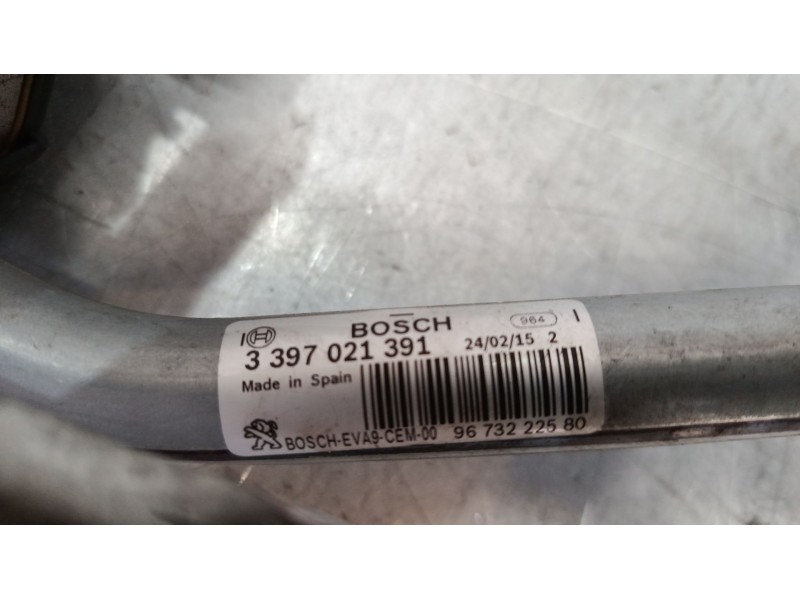 BOSCH 964 I
3 397 021 391 24/02/15 2
Made in Spain
BOSCH-EVA9-CEM-00 96 732 225 80